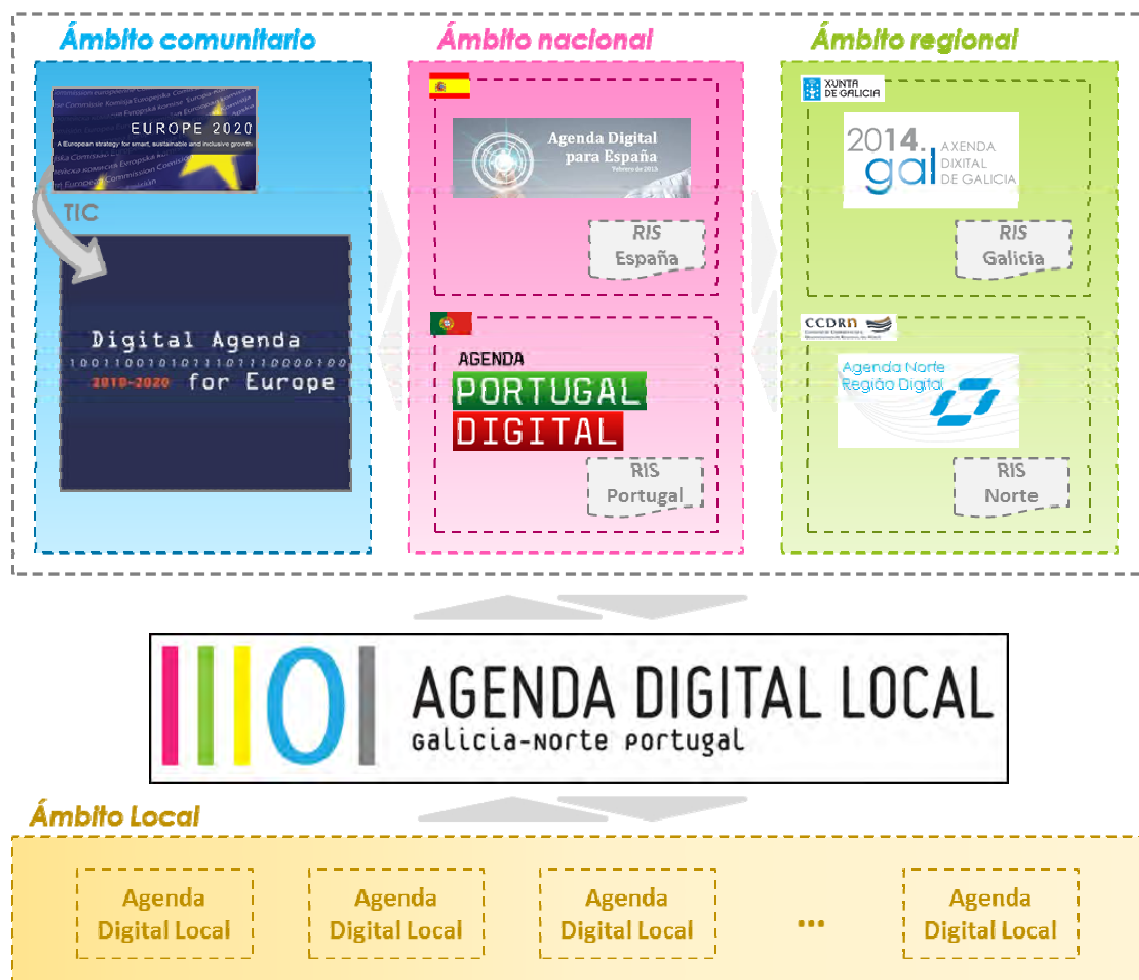 Ámbito comunitario
EUROPE 2020
A European strategy for smart, sustainable and inclusive growth
TIC
Digital Agenda
2010-2020 for Europe
Ámbito nacional
Agenda Digital
para España
Febrero de 2013
RIS
España
AGENDA
PORTUGAL
DIGITAL
RIS
Portugal
Ámbito regional
XUNTA
DE GALICIA
2014.
gal
AXENDA
DIXITAL
DE GALICIA
RIS
Galicia
CCDRn
Agenda Norte
Região Digital
RIS
Norte
AGENDA DIGITAL LOCAL
Galicia-Norte Portugal
Ámbito Local
Agenda
Digital Local
Agenda
Digital Local
Agenda
Digital Local
...
Agenda
Digital Local